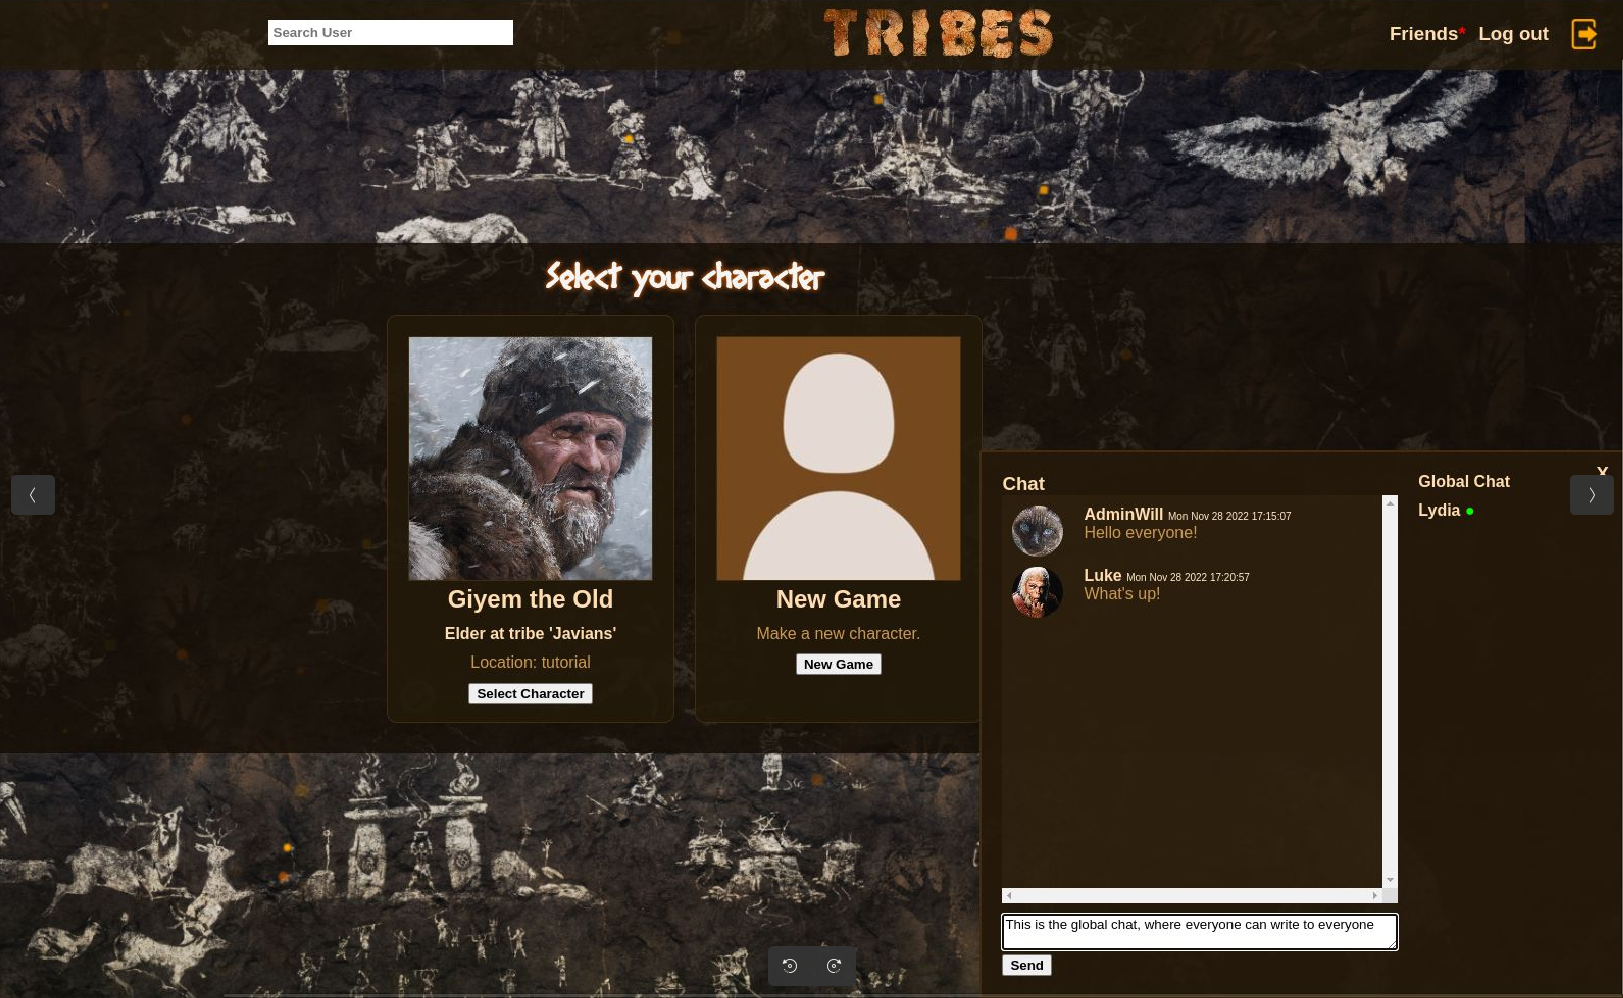 Search User
TRIBES
Friends*
Log out
Select your character
Giyem the Old
Elder at tribe 'Javians'
Location: tutorial
Select Character
New Game
Make a new character.
New Game
Chat
AdminWill Mon Nov 28 2022 17:15:07
Hello everyone!
Luke Mon Nov 28 2022 17:20:57
What's up!
This is the global chat, where everyone can write to everyone
Send
X
Global Chat
Lydia